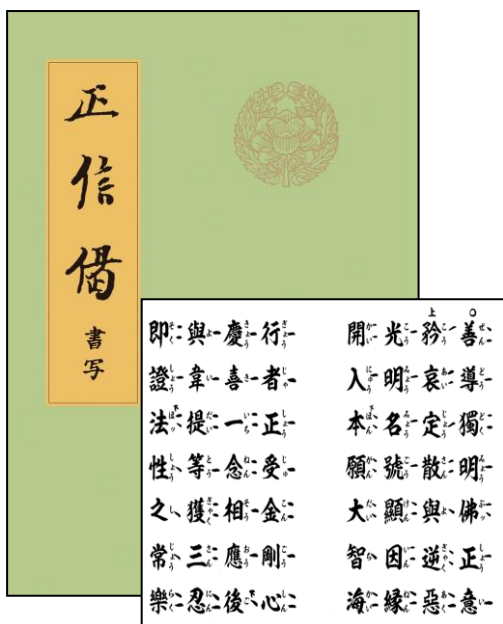 正信偈
書写
善導獨明佛正意
矜哀定散與逆惡
光明名號顯因縁
開入本願大智海
行者正受金剛心
慶喜一念相應後
與韋提等獲三忍
即證法性之常樂